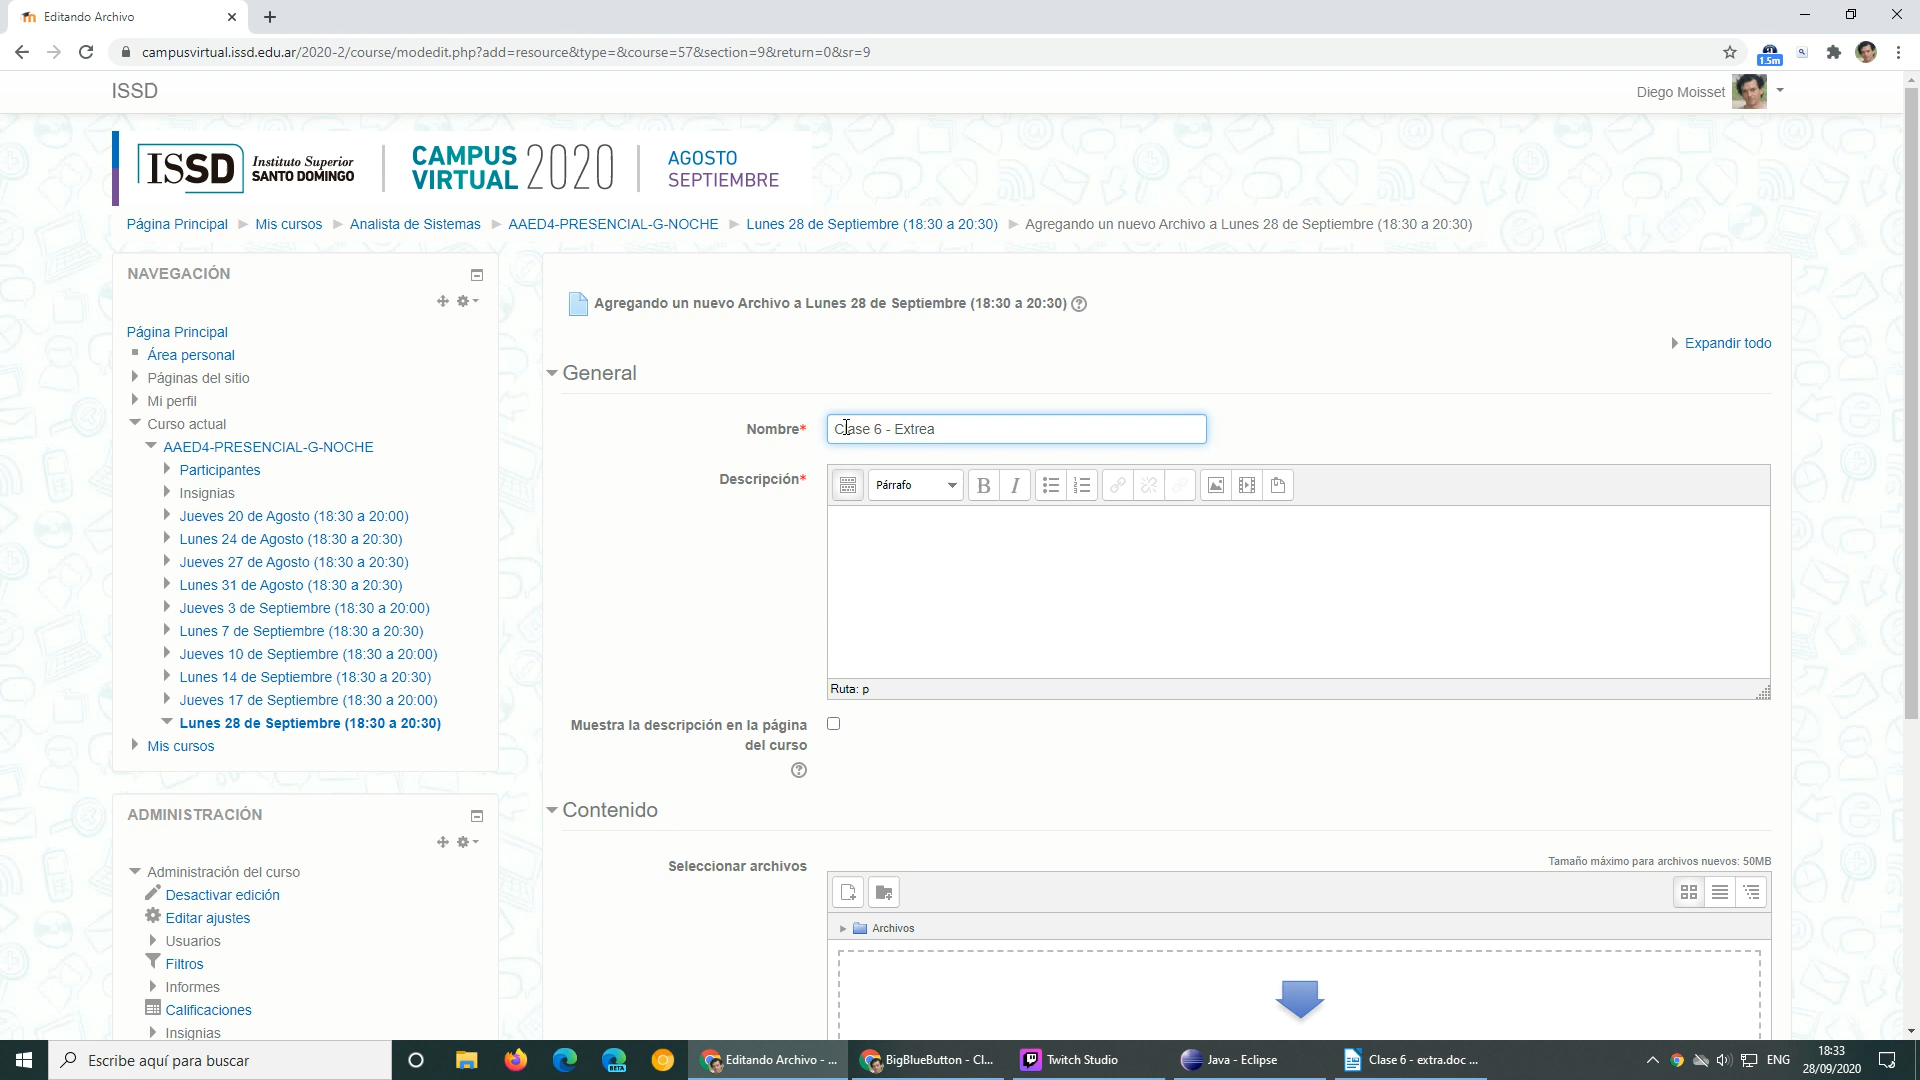 Editando Archivo
campusvirtual.issd.edu.ar/2020-2/course/modedit.php?add=resource&type=&course=57&section=9&return=0&sr=9
1.5m
ISSD
Diego Moisset
ISSD Instituto Superior SANTO DOMINGO
CAMPUS VIRTUAL 2020
AGOSTO SEPTIEMBRE
Página Principal Mis cursos Analista de Sistemas AAED4-PRESENCIAL-G-NOCHE Lunes 28 de Septiembre (18:30 a 20:30) Agregando un nuevo Archivo a Lunes 28 de Septiembre (18:30 a 20:30)
NAVEGACIÓN
Página Principal
Área personal
Páginas del sitio
Mi perfil
Curso actual
AAED4-PRESENCIAL-G-NOCHE
Participantes
Insignias
Jueves 20 de Agosto (18:30 a 20:00)
Lunes 24 de Agosto (18:30 a 20:30)
Jueves 27 de Agosto (18:30 a 20:30)
Lunes 31 de Agosto (18:30 a 20:30)
Jueves 3 de Septiembre (18:30 a 20:00)
Lunes 7 de Septiembre (18:30 a 20:30)
Jueves 10 de Septiembre (18:30 a 20:00)
Lunes 14 de Septiembre (18:30 a 20:30)
Jueves 17 de Septiembre (18:30 a 20:00)
Lunes 28 de Septiembre (18:30 a 20:30)
Mis cursos
ADMINISTRACIÓN
Administración del curso
Desactivar edición
Editar ajustes
Usuarios
Filtros
Informes
Calificaciones
Insignias
Agregando un nuevo Archivo a Lunes 28 de Septiembre (18:30 a 20:30)
Expandir todo
General
Nombre* Clase 6 - Extrea
Descripción*
Párrafo B I
Ruta: p
Muestra la descripción en la página
del curso
Contenido
Seleccionar archivos
Tamaño máximo para archivos nuevos: 50MB
Archivos
Escribe aquí para buscar
BETA
Editando Archivo - ...
BigBlueButton - Cl...
Twitch Studio
Java - Eclipse
Clase 6 - extra.doc ...
ENG
18:33
28/09/2020